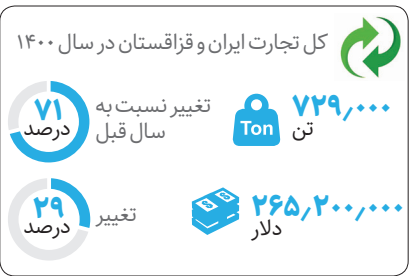 کل تجارت ایران و قزاقستان در سال ۱۴۰۰
۷۲۹٫۰۰۰
تن
Ton
تغییر نسبت به
سال قبل
۷۱
درصد
۲۶۵٫۲۰۰٫۰۰۰
دلار
$ $
تغییر
۲۹
درصد